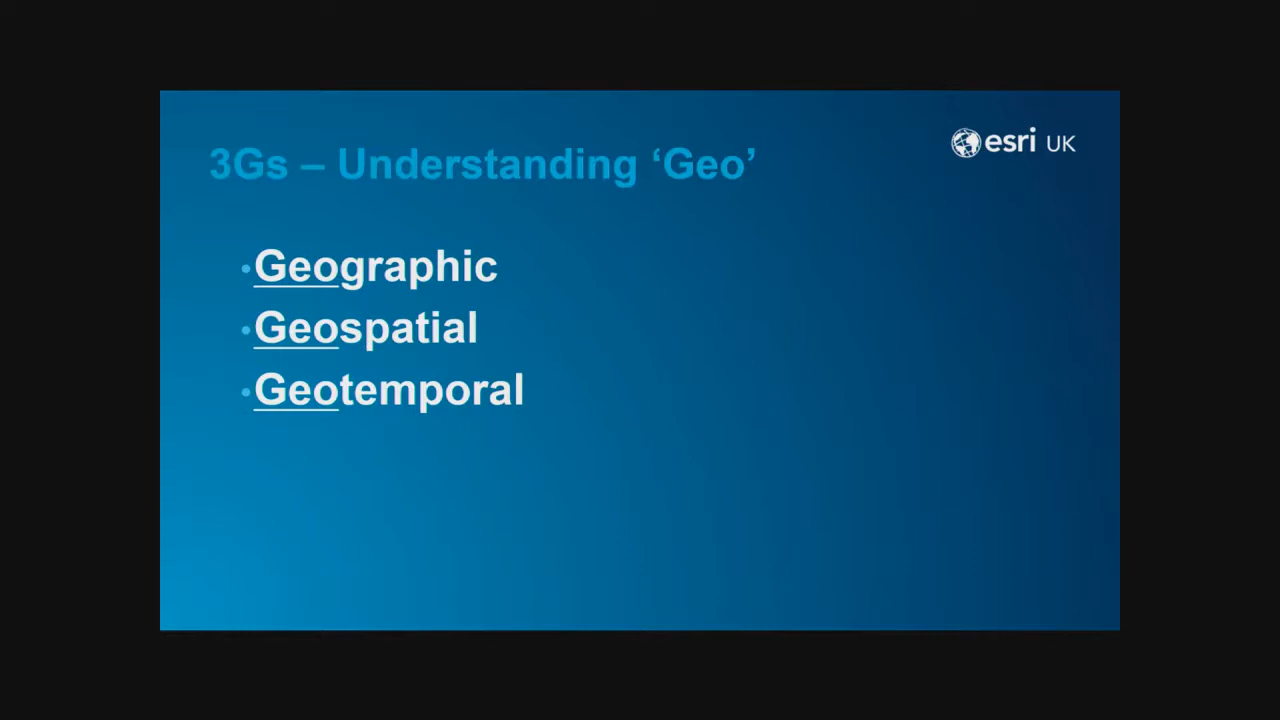 esri UK
3Gs – Understanding ‘Geo’
•Geographic
•Geospatial
•Geotemporal